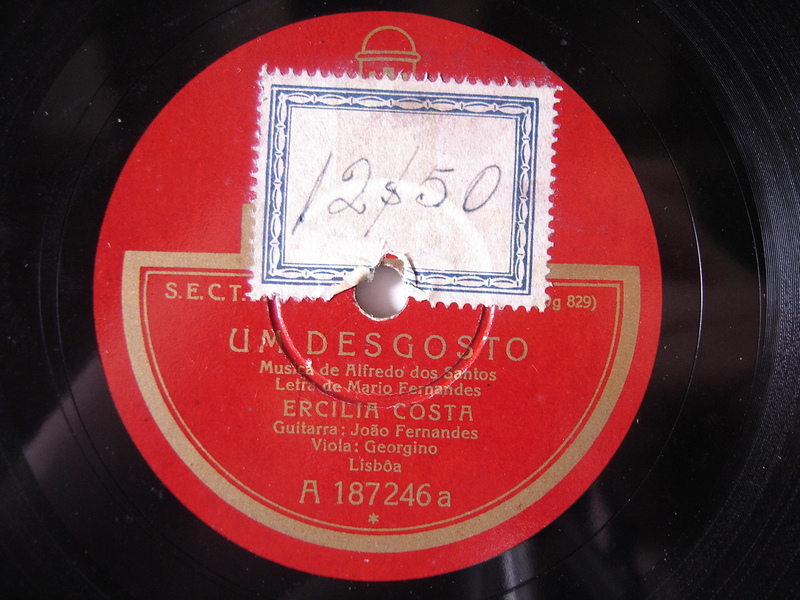 12$50
S.E.C.T. g 829)
UM DESGOSTO
Musica de Alfredo dos Santos
Letra de Mario Fernandes
ERCILIA COSTA
Guitarra: João Fernandes
Viola: Georgino
Lisbôa
A 187246a
*